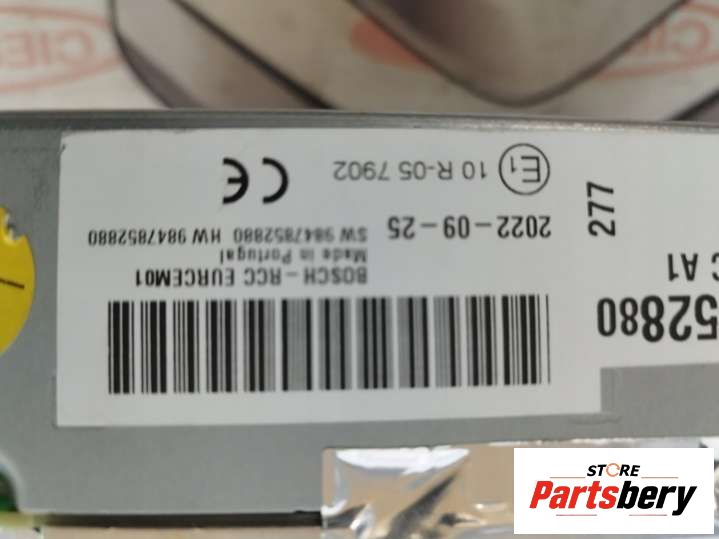 BOSCH-RCC EURCEM01
Made in Portugal
SW 9847852880 HW 9847852880
2022-09-25
E1 10 R-05 7902
CE
277
52880
C A1
STORE
Partsbery